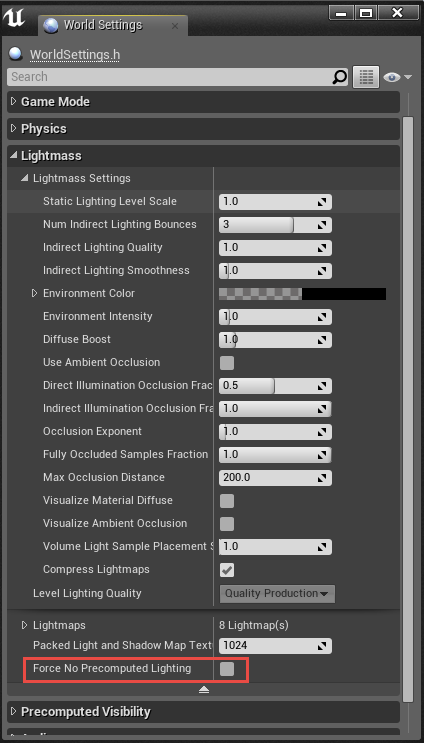 World Settings
WorldSettings.h
Search
Game Mode
Physics
Lightmass
Lightmass Settings
Static Lighting Level Scale 1.0
Num Indirect Lighting Bounces 3
Indirect Lighting Quality 1.0
Indirect Lighting Smoothness 1.0
Environment Color
Environment Intensity 1.0
Diffuse Boost 1.0
Use Ambient Occlusion
Direct Illumination Occlusion Frac 0.5
Indirect Illumination Occlusion Fra 1.0
Occlusion Exponent 1.0
Fully Occluded Samples Fraction 1.0
Max Occlusion Distance 200.0
Visualize Material Diffuse
Visualize Ambient Occlusion
Volume Light Sample Placement S 1.0
Compress Lightmaps
Level Lighting Quality Quality Production
Lightmaps 8 Lightmap(s)
Packed Light and Shadow Map Text 1024
Force No Precomputed Lighting
Precomputed Visibility